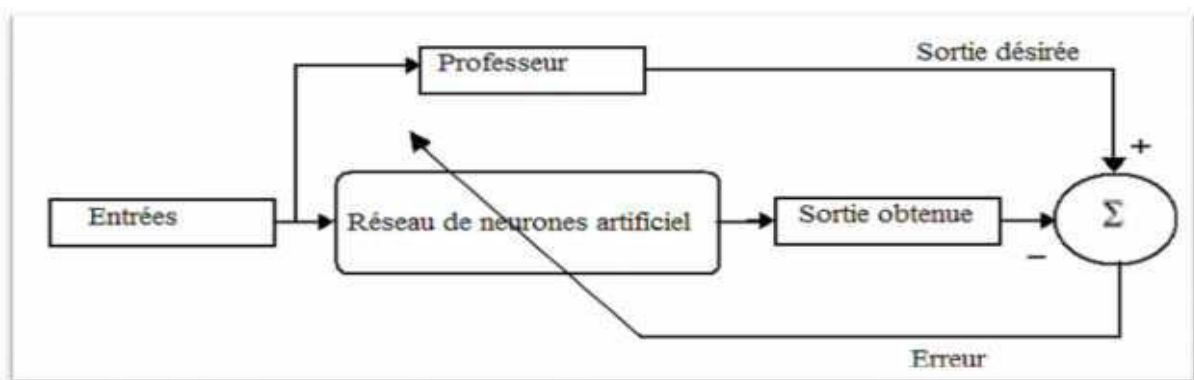 Professeur
Sortie désirée
+
Entrées
Réseau de neurones artificiel
Sortie obtenue
Σ
−
Erreur